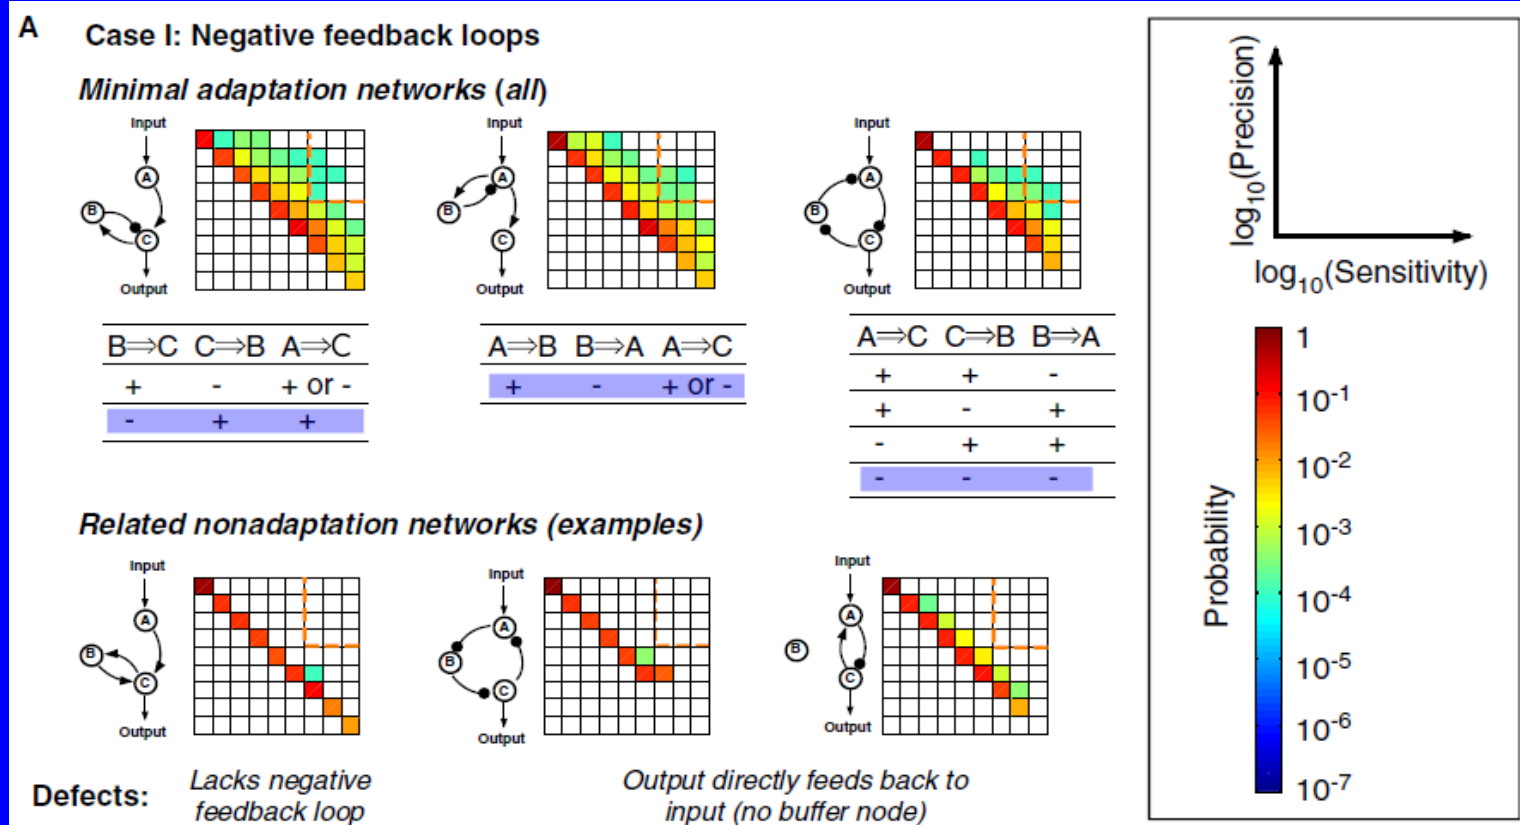 A Case I: Negative feedback loops
Minimal adaptation networks (all)
Input Input Input
A A A
B B B
C C C
Output Output Output
B⇒C C⇒B A⇒C
+ - + or -
- + +
A⇒B B⇒A A⇒C
+ - + or -
A⇒C C⇒B B⇒A
+ + -
+ - +
- + +
- - -
Related nonadaptation networks (examples)
Input Input Input
A A A
B B B
C C C
Output Output Output
Defects: Lacks negative
feedback loop
Output directly feeds back to
input (no buffer node)
log10(Precision)
log10(Sensitivity)
Probability
1
10-1
10-2
10-3
10-4
10-5
10-6
10-7